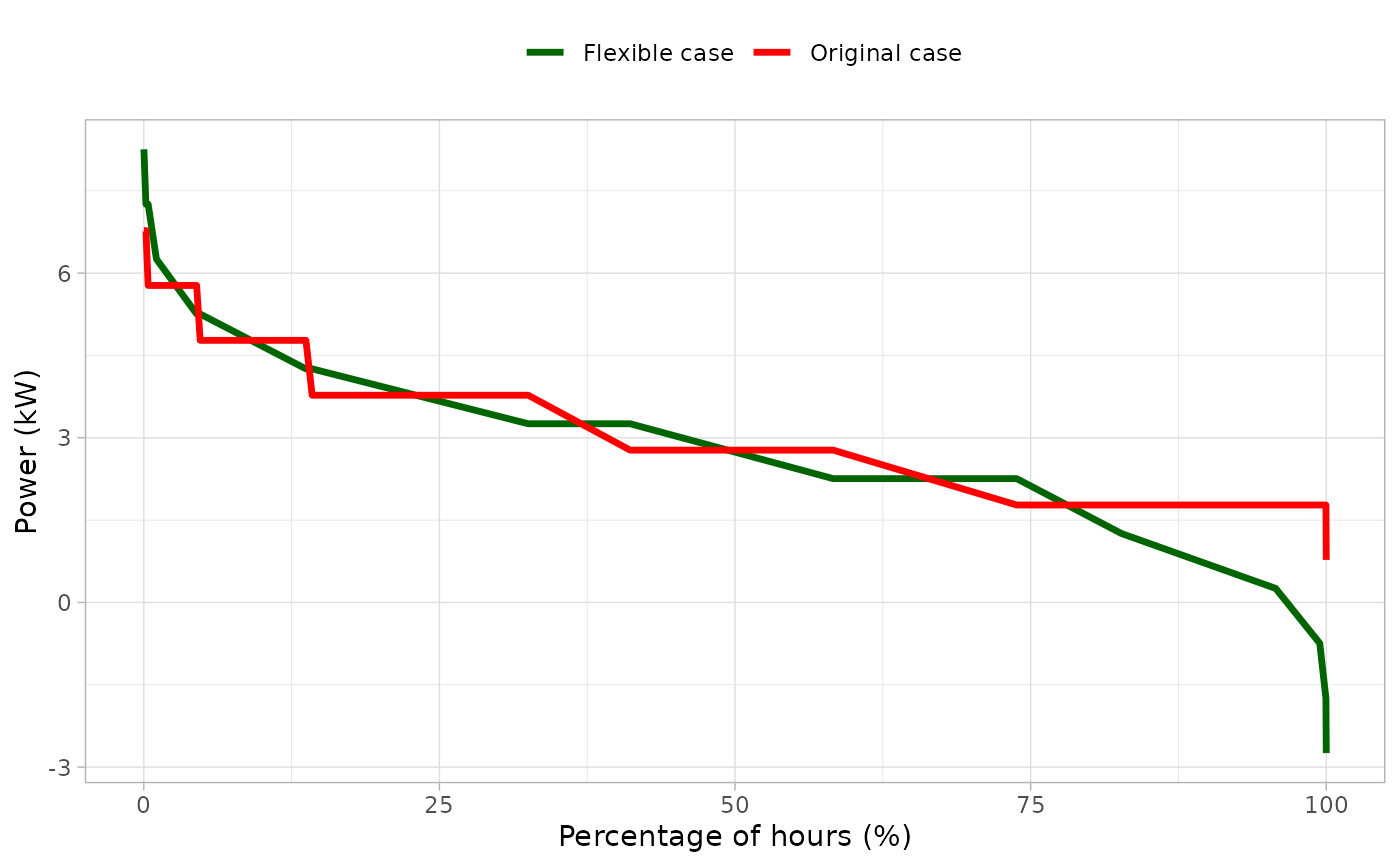 Flexible case Original case
6
3
0
-3
Power (kW)
0 25 50 75 100
Percentage of hours (%)